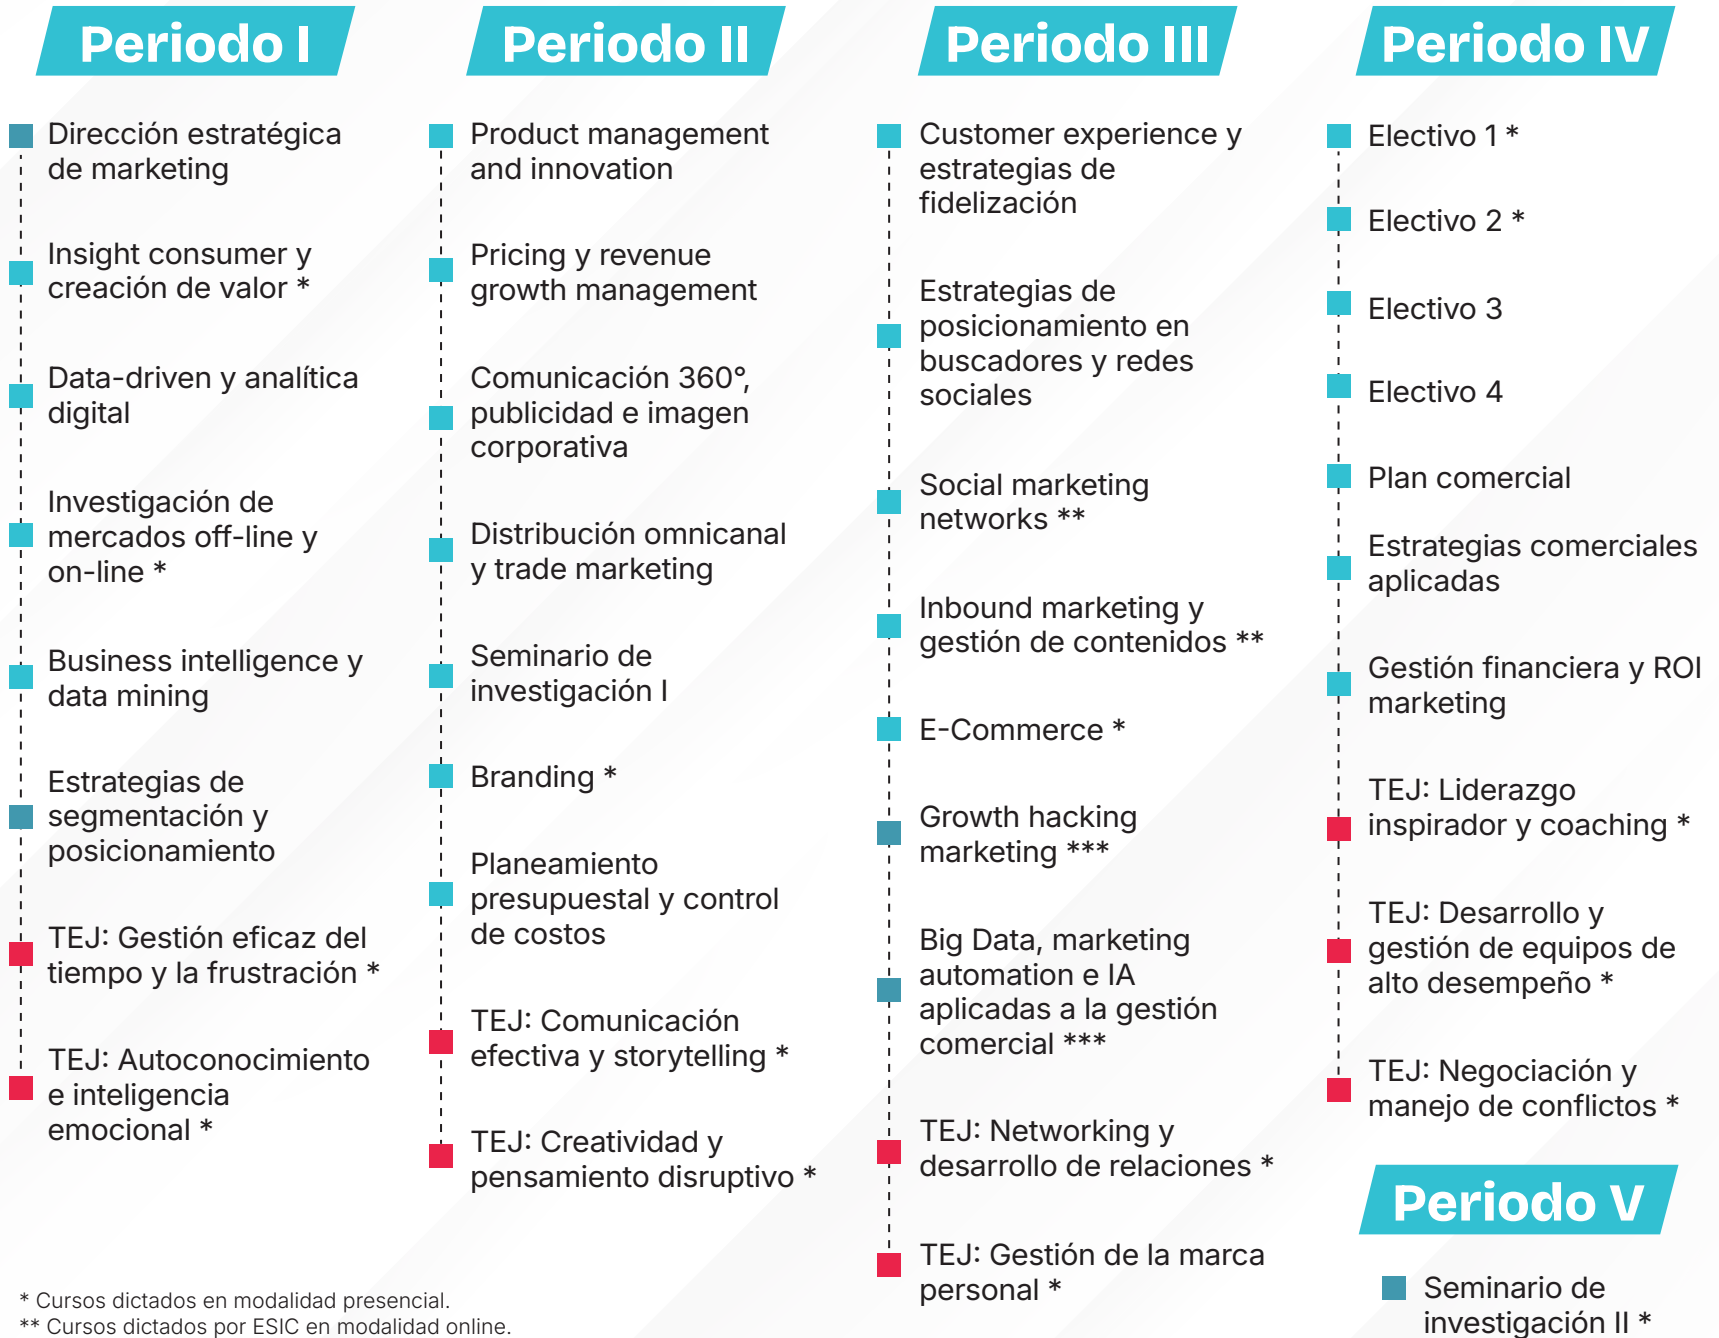 Periodo I
Dirección estratégica
de marketing
Insight consumer y
creación de valor *
Data-driven y analítica
digital
Investigación de
mercados off-line y
on-line *
Business intelligence y
data mining
Estrategias de
segmentación y
posicionamiento
TEJ: Gestión eficaz del
tiempo y la frustración *
TEJ: Autoconocimiento
e inteligencia
emocional *
Periodo II
Product management
and innovation
Pricing y revenue
growth management
Comunicación 360°,
publicidad e imagen
corporativa
Distribución omnicanal
y trade marketing
Seminario de
investigación I
Branding *
Planeamiento
presupuestal y control
de costos
TEJ: Comunicación
efectiva y storytelling *
TEJ: Creatividad y
pensamiento disruptivo *
Periodo III
Customer experience y
estrategias de
fidelización
Estrategias de
posicionamiento en
buscadores y redes
sociales
Social marketing
networks **
Inbound marketing y
gestión de contenidos **
E-Commerce *
Growth hacking
marketing ***
Big Data, marketing
automation e IA
aplicadas a la gestión
comercial ***
TEJ: Networking y
desarrollo de relaciones *
TEJ: Gestión de la marca
personal *
Periodo IV
Electivo 1 *
Electivo 2 *
Electivo 3
Electivo 4
Plan comercial
Estrategias comerciales
aplicadas
Gestión financiera y ROI
marketing
TEJ: Liderazgo
inspirador y coaching *
TEJ: Desarrollo y
gestión de equipos de
alto desempeño *
TEJ: Negociación y
manejo de conflictos *
Periodo V
Seminario de
investigación II *
* Cursos dictados en modalidad presencial.
** Cursos dictados por ESIC en modalidad online.